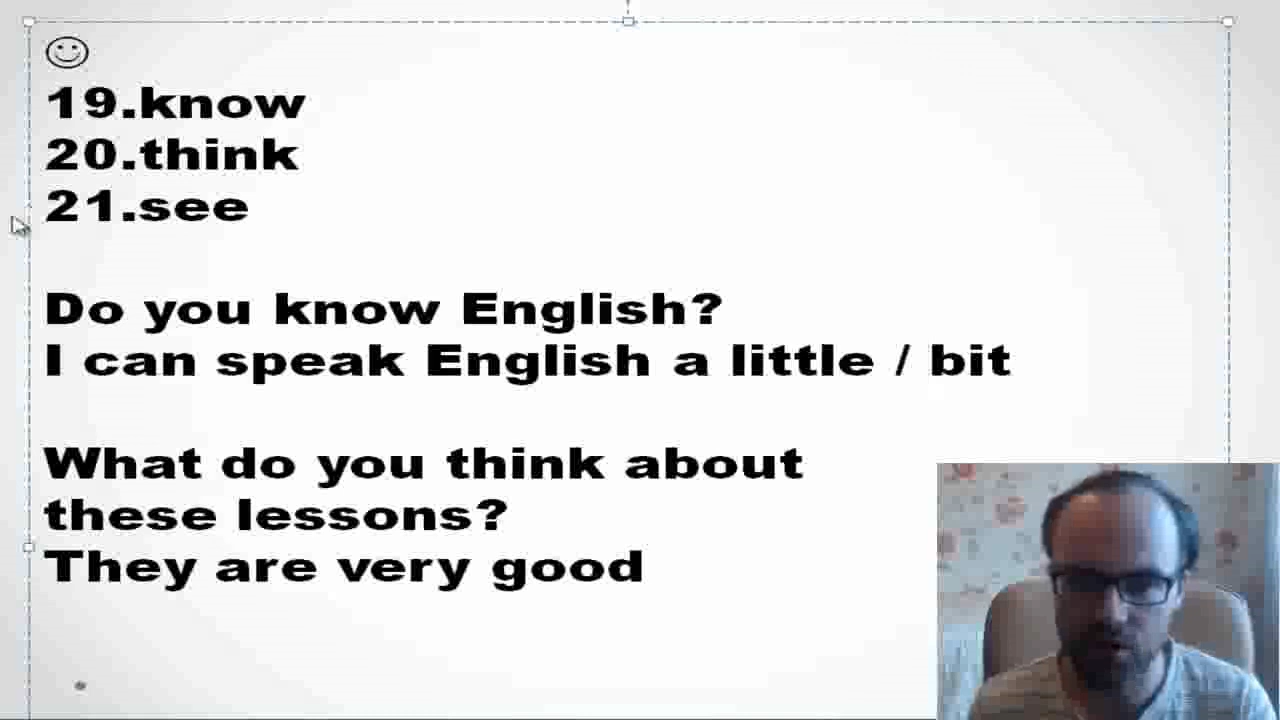 19.know
20.think
21.see
Do you know English?
I can speak English a little / bit
What do you think about
these lessons?
They are very good